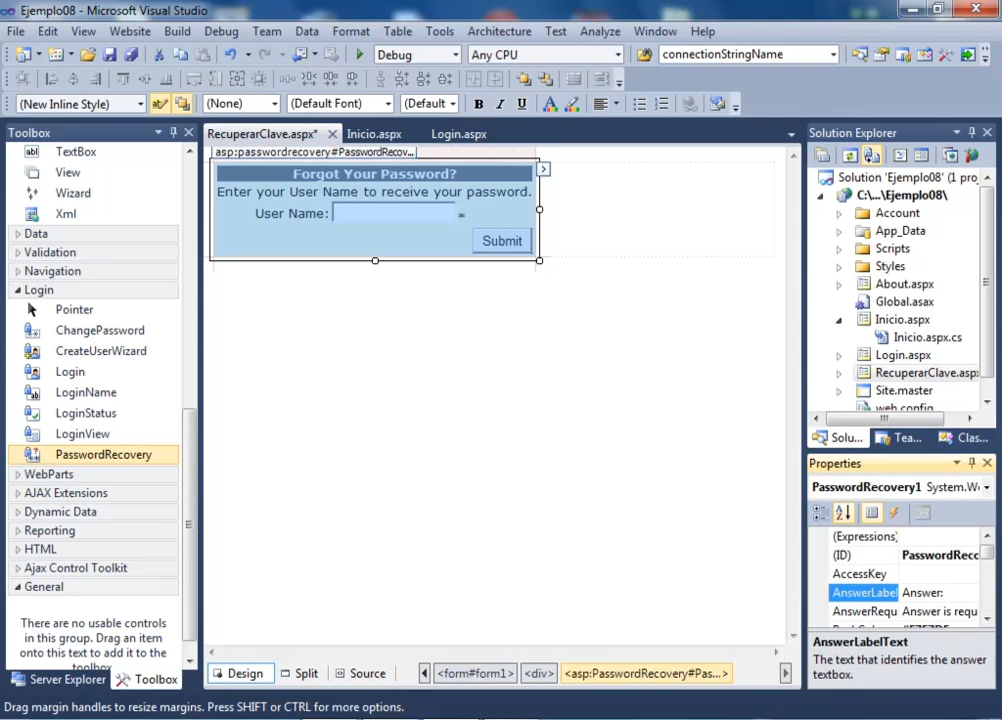 Ejemplo08 - Microsoft Visual Studio
File Edit View Website Build Debug Team Data Format Table Tools Architecture Test Analyze Window Help
Debug Any CPU connectionStringName
(New Inline Style) (None) (Default Font) (Default B I U A
Toolbox
TextBox
View
Wizard
Xml
Data
Validation
Navigation
Login
Pointer
ChangePassword
CreateUserWizard
Login
LoginName
LoginStatus
LoginView
PasswordRecovery
WebParts
AJAX Extensions
Dynamic Data
Reporting
HTML
Ajax Control Toolkit
General
There are no usable controls
in this group. Drag an item
onto this text to add it to the
toolbox.
Server Explorer Toolbox
RecuperarClave.aspx* Inicio.aspx Login.aspx
asp:passwordrecovery#PasswordRecov...
Forgot Your Password?
Enter your User Name to receive your password.
User Name: *
Submit
Design Split Source <form#form1> <div> <asp:PasswordRecovery#Pas...>
Solution Explorer
Solution 'Ejemplo08' (1 proj
C:\...\Ejemplo08\
Account
App_Data
Scripts
Styles
About.aspx
Global.asax
Inicio.aspx
Inicio.aspx.cs
Login.aspx
RecuperarClave.aspx
Site.master
web.config
Solu... Tea... Clas...
Properties
PasswordRecovery1 System.We
(Expressions)
(ID) PasswordReco
AccessKey
AnswerLabel Answer:
AnswerRequ Answer is requ
AnswerLabelText
The text that identifies the answer
textbox.
Drag margin handles to resize margins. Press SHIFT or CTRL for more options.